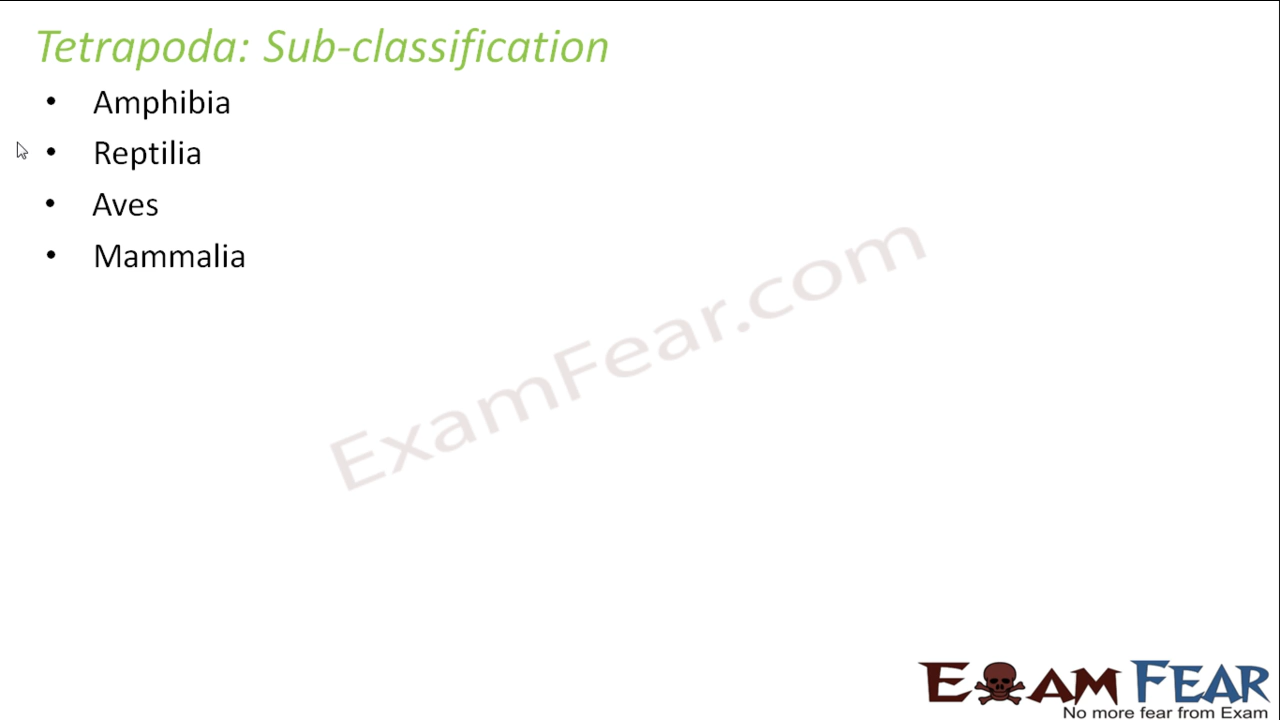 Tetrapoda: Sub-classification
• Amphibia
• Reptilia
• Aves
• Mammalia
ExamFear.com
EXAM FEAR
No more fear from Exam